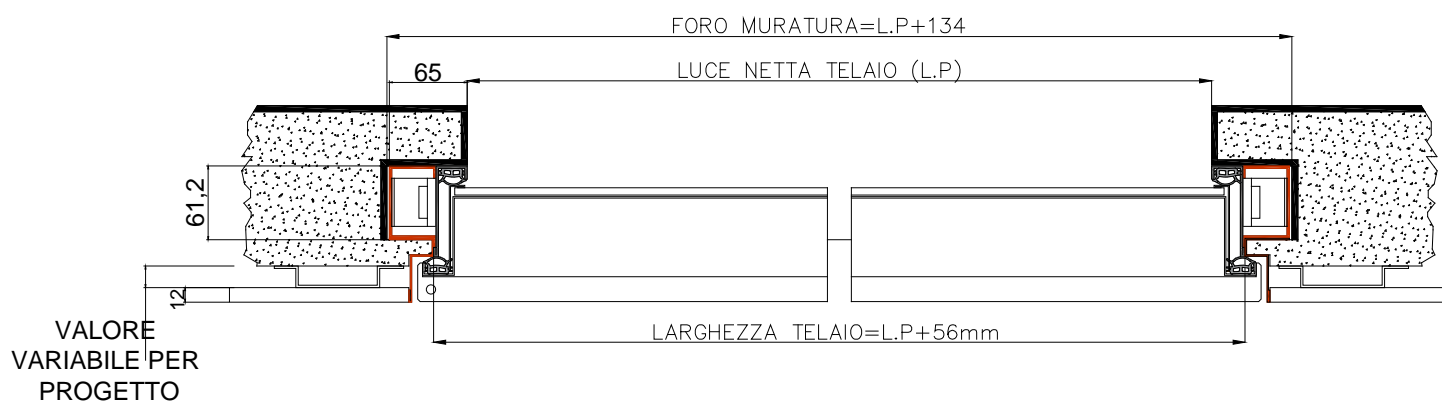 FORO MURATURA=L.P+134
65
LUCE NETTA TELAIO (L.P)
61,2
12
VALORE
VARIABILE PER
PROGETTO
LARGHEZZA TELAIO=L.P+56mm